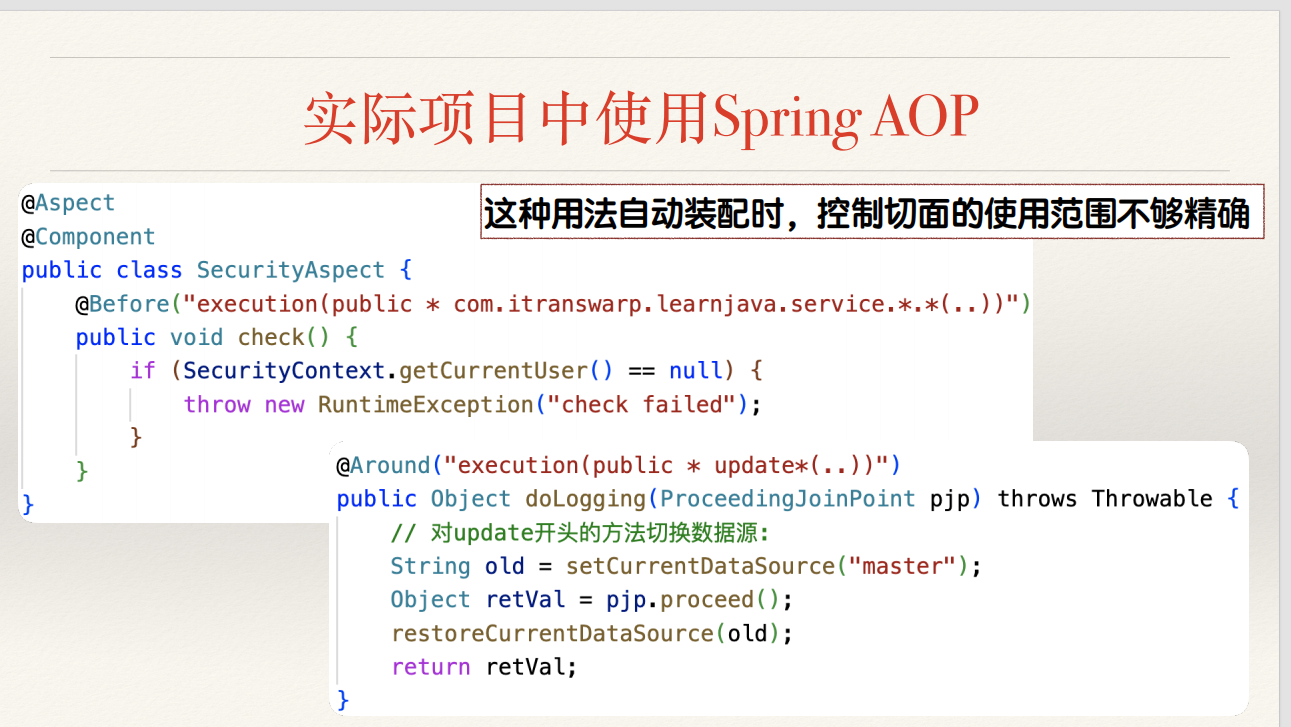 实际项目中使用Spring AOP
这种用法自动装配时，控制切面的使用范围不够精确
@Aspect
@Component
public class SecurityAspect {
    @Before("execution(public * com.itranswarp.learnjava.service.*.*(..))")
    public void check() {
        if (SecurityContext.getCurrentUser() == null) {
            throw new RuntimeException("check failed");
        }
    }
}
@Around("execution(public * update*(..))")
public Object doLogging(ProceedingJoinPoint pjp) throws Throwable {
    // 对update开头的方法切换数据源:
    String old = setCurrentDataSource("master");
    Object retVal = pjp.proceed();
    restoreCurrentDataSource(old);
    return retVal;
}